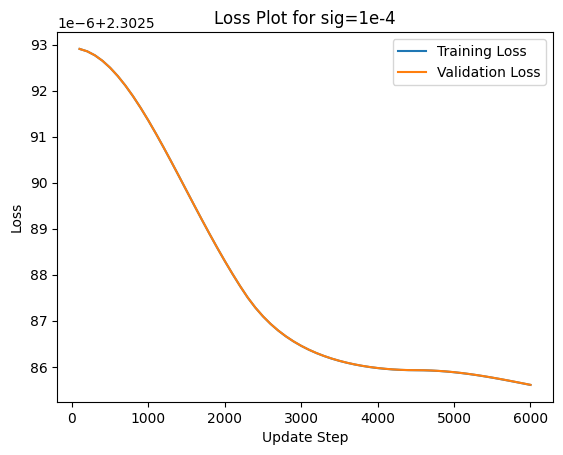 Loss Plot for sig=1e-4
1e−6+2.3025
Training Loss
Validation Loss
93
92
91
90
89
88
87
86
Loss
0 1000 2000 3000 4000 5000 6000
Update Step